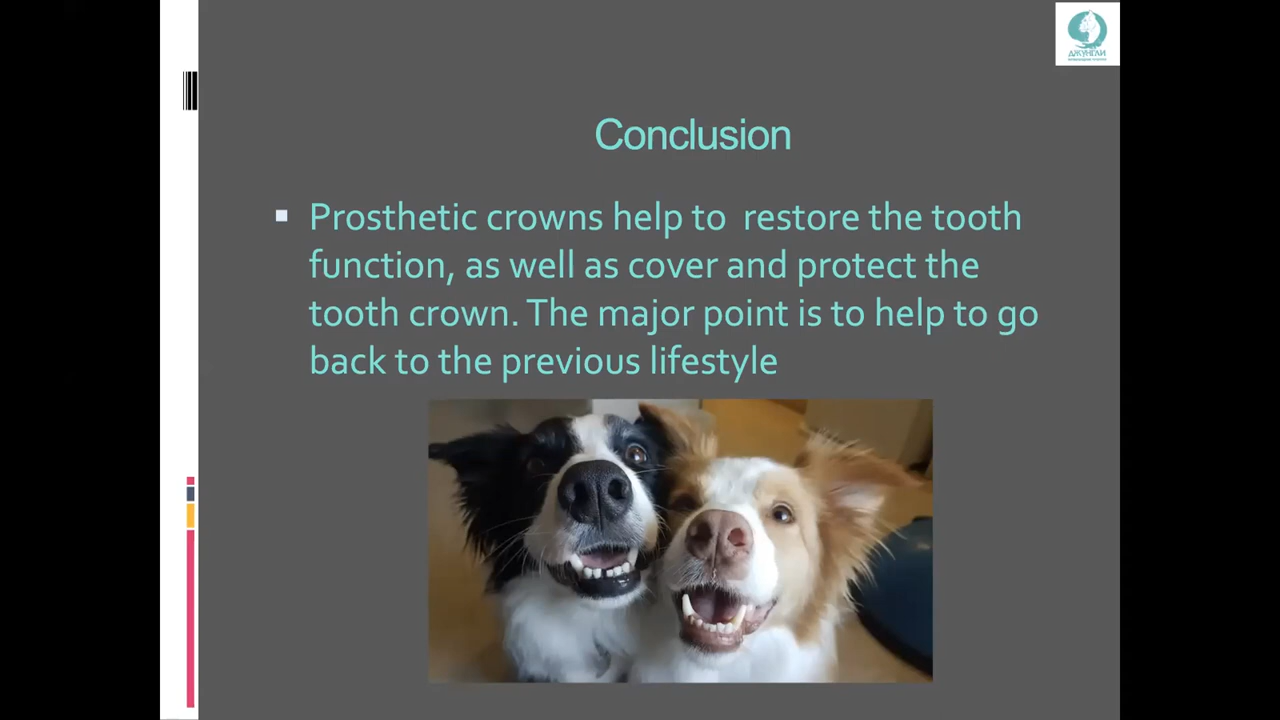 ДЖУНГЛИ
Conclusion
Prosthetic crowns help to  restore the tooth
function, as well as cover and protect the
tooth crown. The major point is to help to go
back to the previous lifestyle